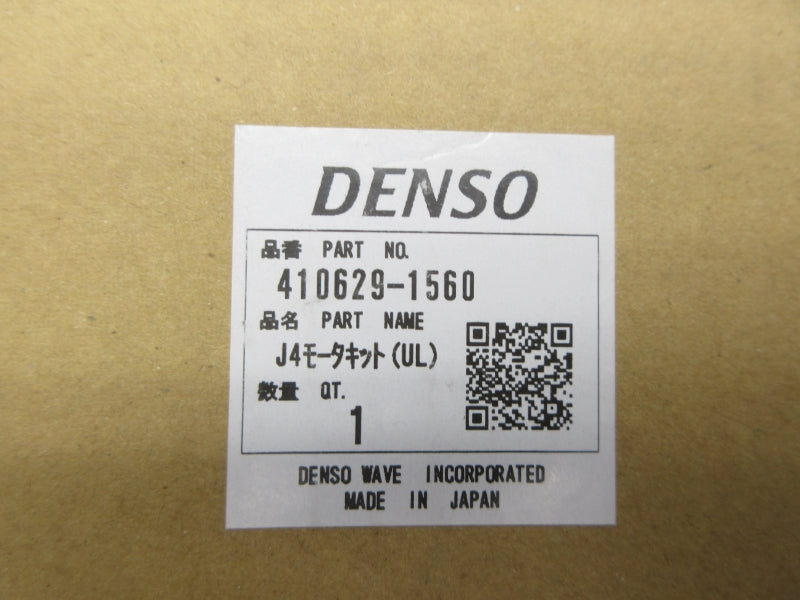 DENSO
品番 PART NO.
410629-1560
品名 PART NAME
J4モータキット(UL)
数量 QT.
1
DENSO WAVE INCORPORATED
MADE IN JAPAN